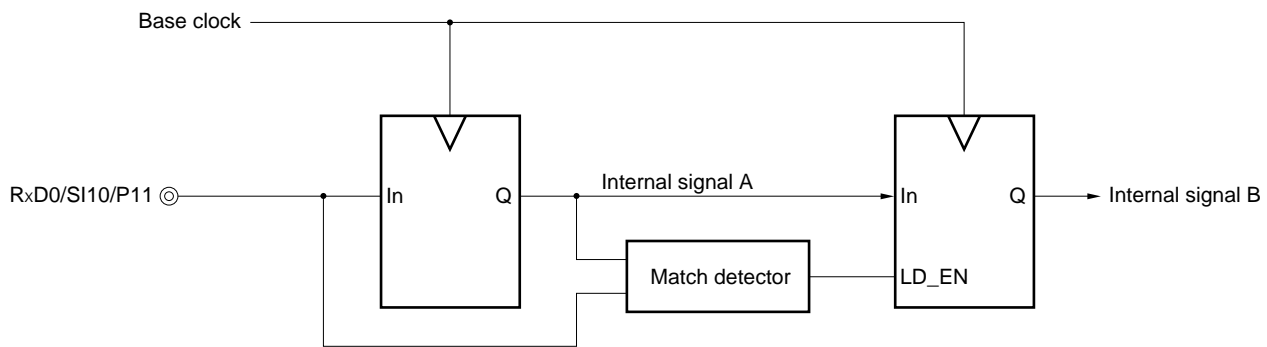 Base clock
RxD0/SI10/P11
In
Q
Internal signal A
In
Q
Internal signal B
Match detector
LD_EN